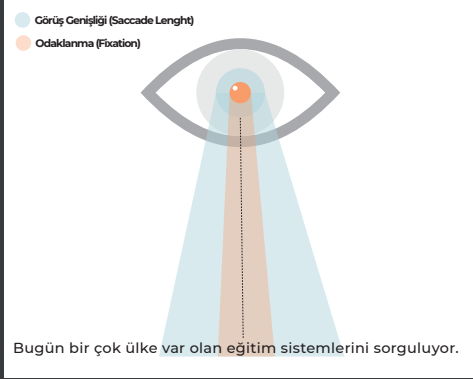 Görüş Genişliği (Saccade Lenght)
Odaklanma (Fixation)
Bugün bir çok ülke var olan eğitim sistemlerini sorguluyor.